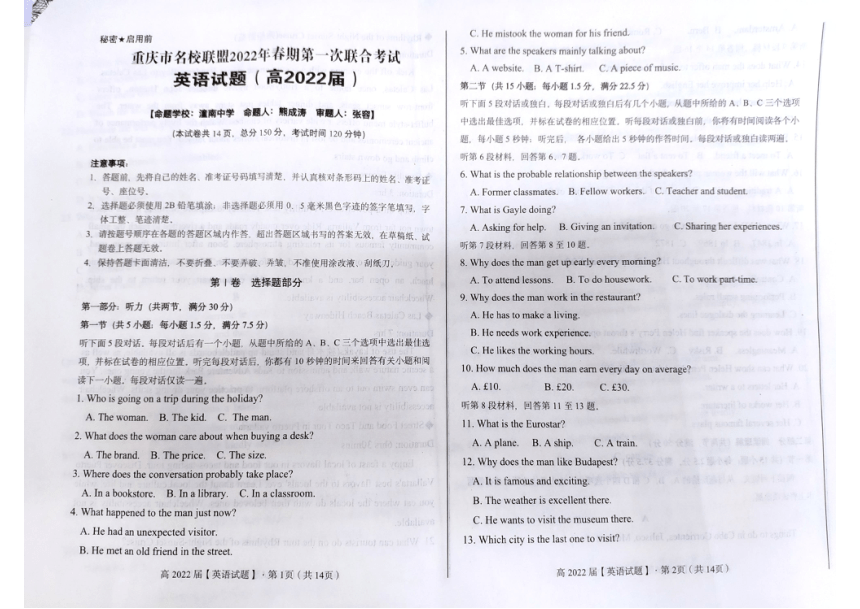 秘密★启用前
重庆市名校联盟2022年春期第一次联合考试
英语试题（高2022届）
【命题学校：潼南中学 命题人：熊成涛 审题人：张容】
（本试卷共14页，总分150分，考试时间120分钟）
注意事项：
1. 答题前，先将自己的姓名、准考证号码填写清楚，并认真核对条形码上的姓名、准考证
号、座位号。
2. 选择题必须使用2B铅笔填涂；非选择题必须用0．5毫米黑色字迹的签字笔填写，字
体工整、笔迹清楚。
3. 请按题号顺序在各题的答题区域内作答，超出答题区域书写的答案无效，在草稿纸、试
题卷上答题无效。
4. 保持答题卡面清洁，不要折叠、不要弄破、弄皱，不准使用涂改液、刮纸刀。
第Ⅰ卷 选择题部分
第一部分：听力（共两节，满分30分）
第一节（共5小题；每小题1.5分，满分7.5分）
听下面5段对话，每段对话后有一个小题，从题中所给的A、B、C三个选项中选出最佳选
项，并标在试卷的相应位置。听完每段对话后，你都有10秒钟的时间来回答有关小题和阅
读下一小题。每段对话仅读一遍。
1. Who is going on a trip during the holiday?
A. The woman. B. The kid. C. The man.
2. What does the woman care about when buying a desk?
A. The brand. B. The price. C. The size.
3. Where does the conversation probably take place?
A. In a bookstore. B. In a library. C. In a classroom.
4. What happened to the man just now?
A. He had an unexpected visitor.
B. He met an old friend in the street.
高2022届【英语试题】· 第1页（共14页）
C. He mistook the woman for his friend.
5. What are the speakers mainly talking about?
A. A website. B. A T-shirt. C. A piece of music.
第二节（共15小题；每小题1.5分，满分22.5分）
听下面5段对话或独白，每段对话或独白后有几个小题，从题中所给的A、B、C三个选项
中选出最佳选项，并标在试卷的相应位置。听每段对话或独白前，你将有时间阅读各个小
题，每小题5秒钟；听完后，各小题给出5秒钟的作答时间。每段对话或独白读两遍。
听第6段材料，回答第6、7题。
6. What is the probable relationship between the speakers?
A. Former classmates. B. Fellow workers. C. Teacher and student.
7. What is Gayle doing?
A. Asking for help. B. Giving an invitation. C. Sharing her experiences.
听第7段材料，回答第8至10题。
8. Why does the man get up early every morning?
A. To attend lessons. B. To do housework. C. To work part-time.
9. Why does the man work in the restaurant?
A. He has to make a living.
B. He needs work experience.
C. He likes the working hours.
10. How much does the man earn every day on average?
A. £10. B. £20. C. £30.
听第8段材料，回答第11至13题。
11. What is the Eurostar?
A. A plane. B. A ship. C. A train.
12. Why does the man like Budapest?
A. It is famous and exciting.
B. The weather is excellent there.
C. He wants to visit the museum there.
13. Which city is the last one to visit?
高2022届【英语试题】· 第2页（共14页）